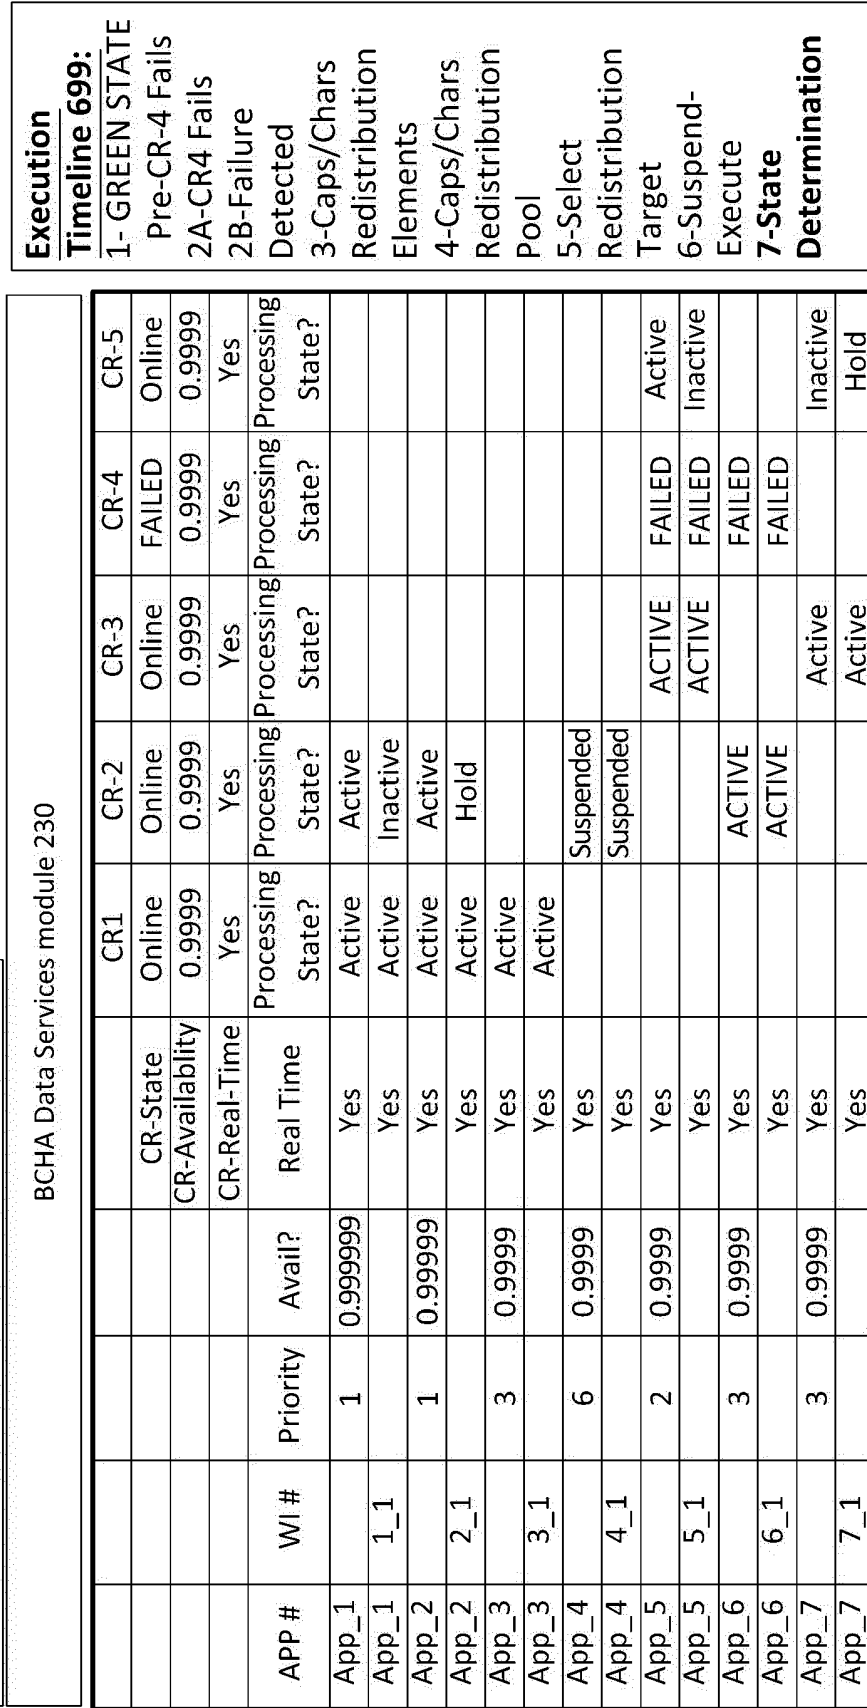 BCHA Data Services module 230
CR1 CR-2 CR-3 CR-4 CR-5
CR-State Online Online Online FAILED Online
CR-Availablity 0.9999 0.9999 0.9999 0.9999 0.9999
CR-Real-Time Yes Yes Yes Yes Yes
APP # WI # Priority Avail? Real Time Processing State? Processing State? Processing State? Processing State? Processing State?
App_1 1 0.999999 Yes Active Active
App_1 1_1 Yes Active Inactive
App_2 1 0.99999 Yes Active Active
App_2 2_1 Yes Active Hold
App_3 3 0.9999 Yes Active
App_3 3_1 Yes Active
App_4 6 0.9999 Yes Suspended
App_4 4_1 Yes Suspended
App_5 2 0.9999 Yes ACTIVE FAILED Active
App_5 5_1 Yes ACTIVE FAILED Inactive
App_6 3 0.9999 Yes ACTIVE FAILED
App_6 6_1 Yes ACTIVE FAILED
App_7 3 0.9999 Yes Active Inactive
App_7 7_1 Yes Active Hold
Execution
Timeline 699:
1- GREEN STATE
Pre-CR-4 Fails
2A-CR4 Fails
2B-Failure
Detected
3-Caps/Chars
Redistribution
Elements
4-Caps/Chars
Redistribution
Pool
5-Select
Redistribution
Target
6-Suspend-
Execute
7-State
Determination